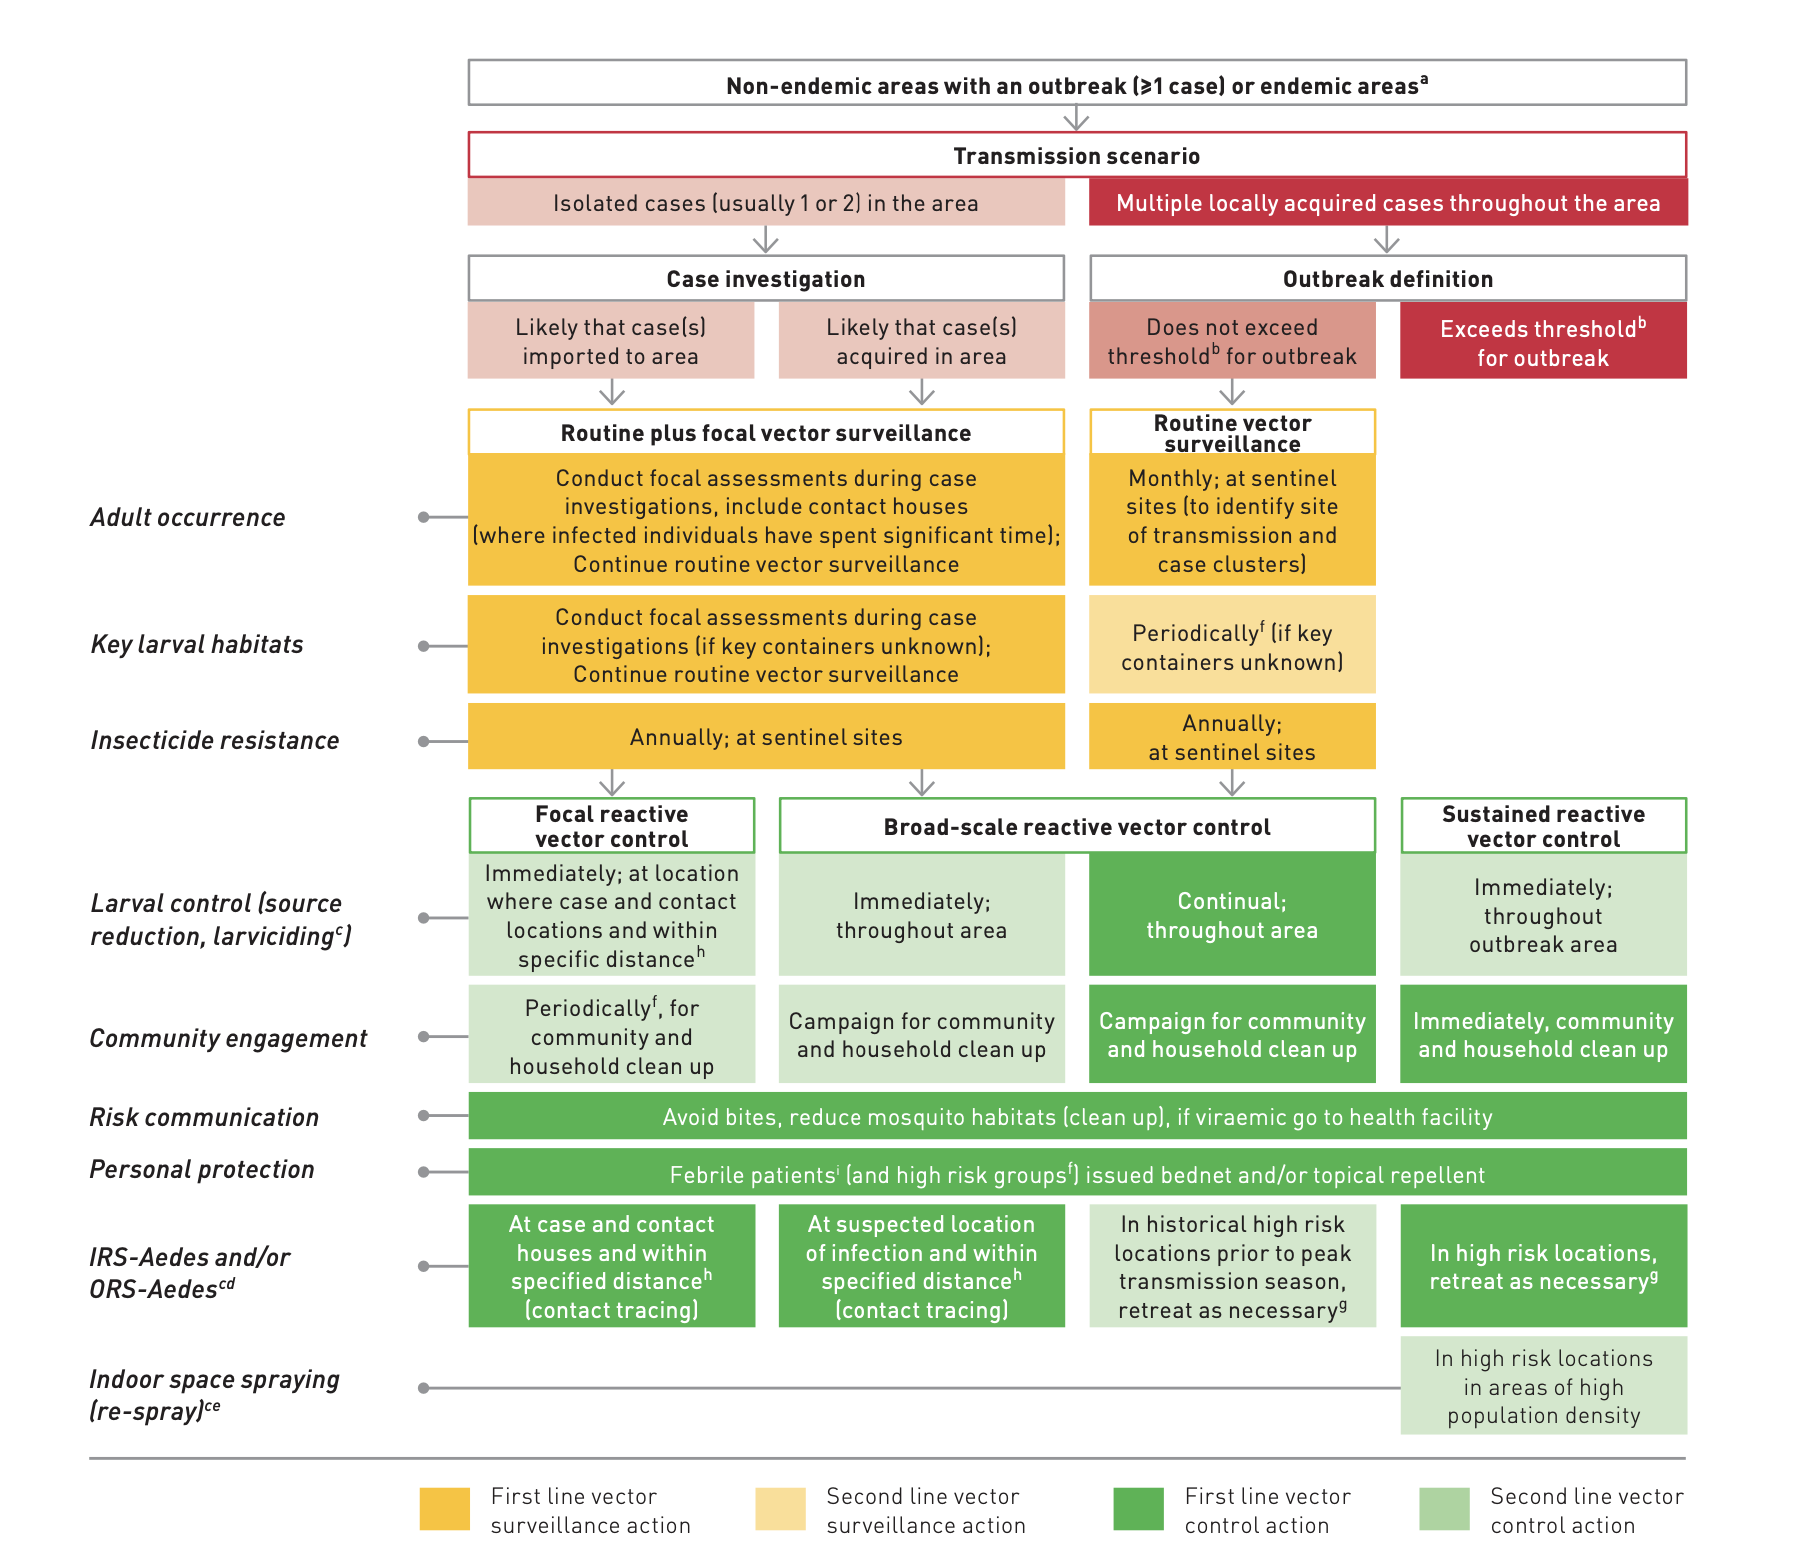 Non-endemic areas with an outbreak (≥1 case) or endemic areasᵃ
Transmission scenario
Isolated cases (usually 1 or 2) in the area
Multiple locally acquired cases throughout the area
Case investigation
Outbreak definition
Likely that case(s)
imported to area
Likely that case(s)
acquired in area
Does not exceed
thresholdᵇ for outbreak
Exceeds thresholdᵇ
for outbreak
Routine plus focal vector surveillance
Routine vector
surveillance
Adult occurrence
Conduct focal assessments during case
investigations, include contact houses
(where infected individuals have spent significant time);
Continue routine vector surveillance
Monthly; at sentinel
sites (to identify site
of transmission and
case clusters)
Key larval habitats
Conduct focal assessments during case
investigations (if key containers unknown);
Continue routine vector surveillance
Periodicallyᶠ (if key
containers unknown)
Insecticide resistance
Annually; at sentinel sites
Annually;
at sentinel sites
Focal reactive
vector control
Broad-scale reactive vector control
Sustained reactive
vector control
Larval control (source
reduction, larvicidingᶜ)
Immediately; at location
where case and contact
locations and within
specific distanceʰ
Immediately;
throughout area
Continual;
throughout area
Immediately;
throughout
outbreak area
Community engagement
Periodicallyᶠ, for
community and
household clean up
Campaign for community
and household clean up
Campaign for community
and household clean up
Immediately, community
and household clean up
Risk communication
Avoid bites, reduce mosquito habitats (clean up), if viraemic go to health facility
Personal protection
Febrile patientsⁱ (and high risk groupsᶠ) issued bednet and/or topical repellent
IRS-Aedes and/or
ORS-Aedesᶜᵈ
At case and contact
houses and within
specified distanceʰ
(contact tracing)
At suspected location
of infection and within
specified distanceʰ
(contact tracing)
In historical high risk
locations prior to peak
transmission season,
retreat as necessaryᵍ
In high risk locations,
retreat as necessaryᵍ
Indoor space spraying
(re-spray)ᶜᵉ
In high risk locations
in areas of high
population density
First line vector
surveillance action
Second line vector
surveillance action
First line vector
control action
Second line vector
control action